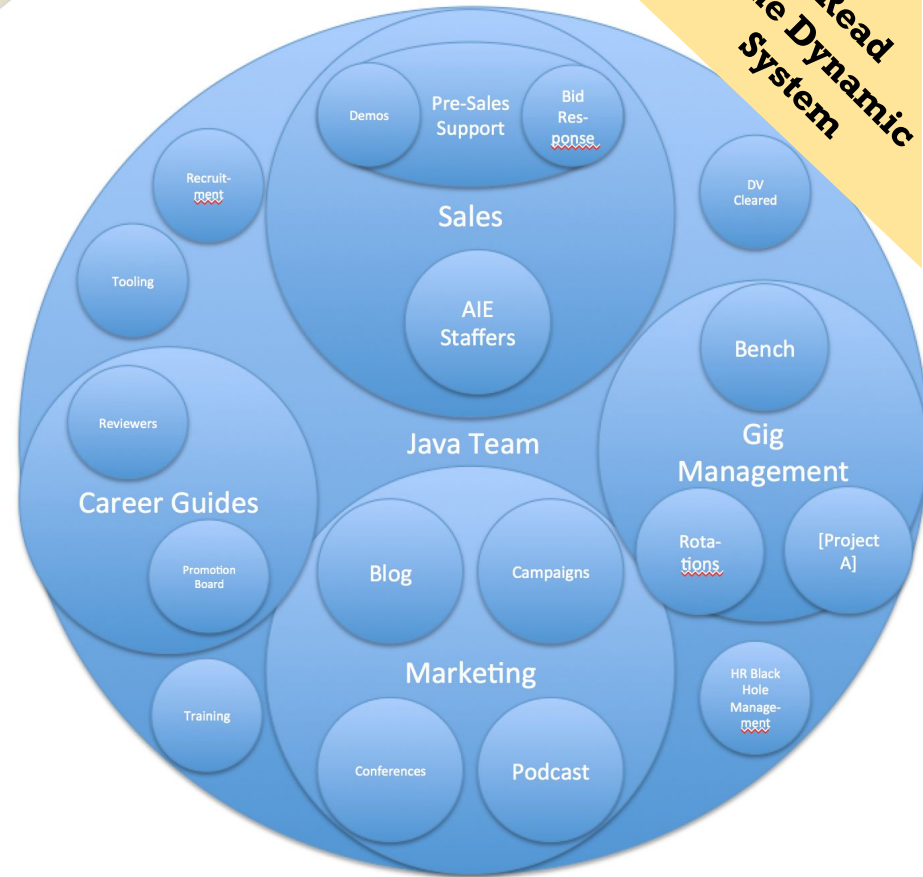 Read
Dynamic
System
Demos
Pre-Sales
Support
Bid
Res-
ponse
Recruit-
ment
DV
Cleared
Sales
Tooling
AIE
Staffers
Bench
Reviewers
Java Team
Gig
Management
Career Guides
Rota-
tions
[Project
A]
Promotion
Board
Blog
Campaigns
Marketing
HR Black
Hole
Manage-
ment
Training
Conferences
Podcast